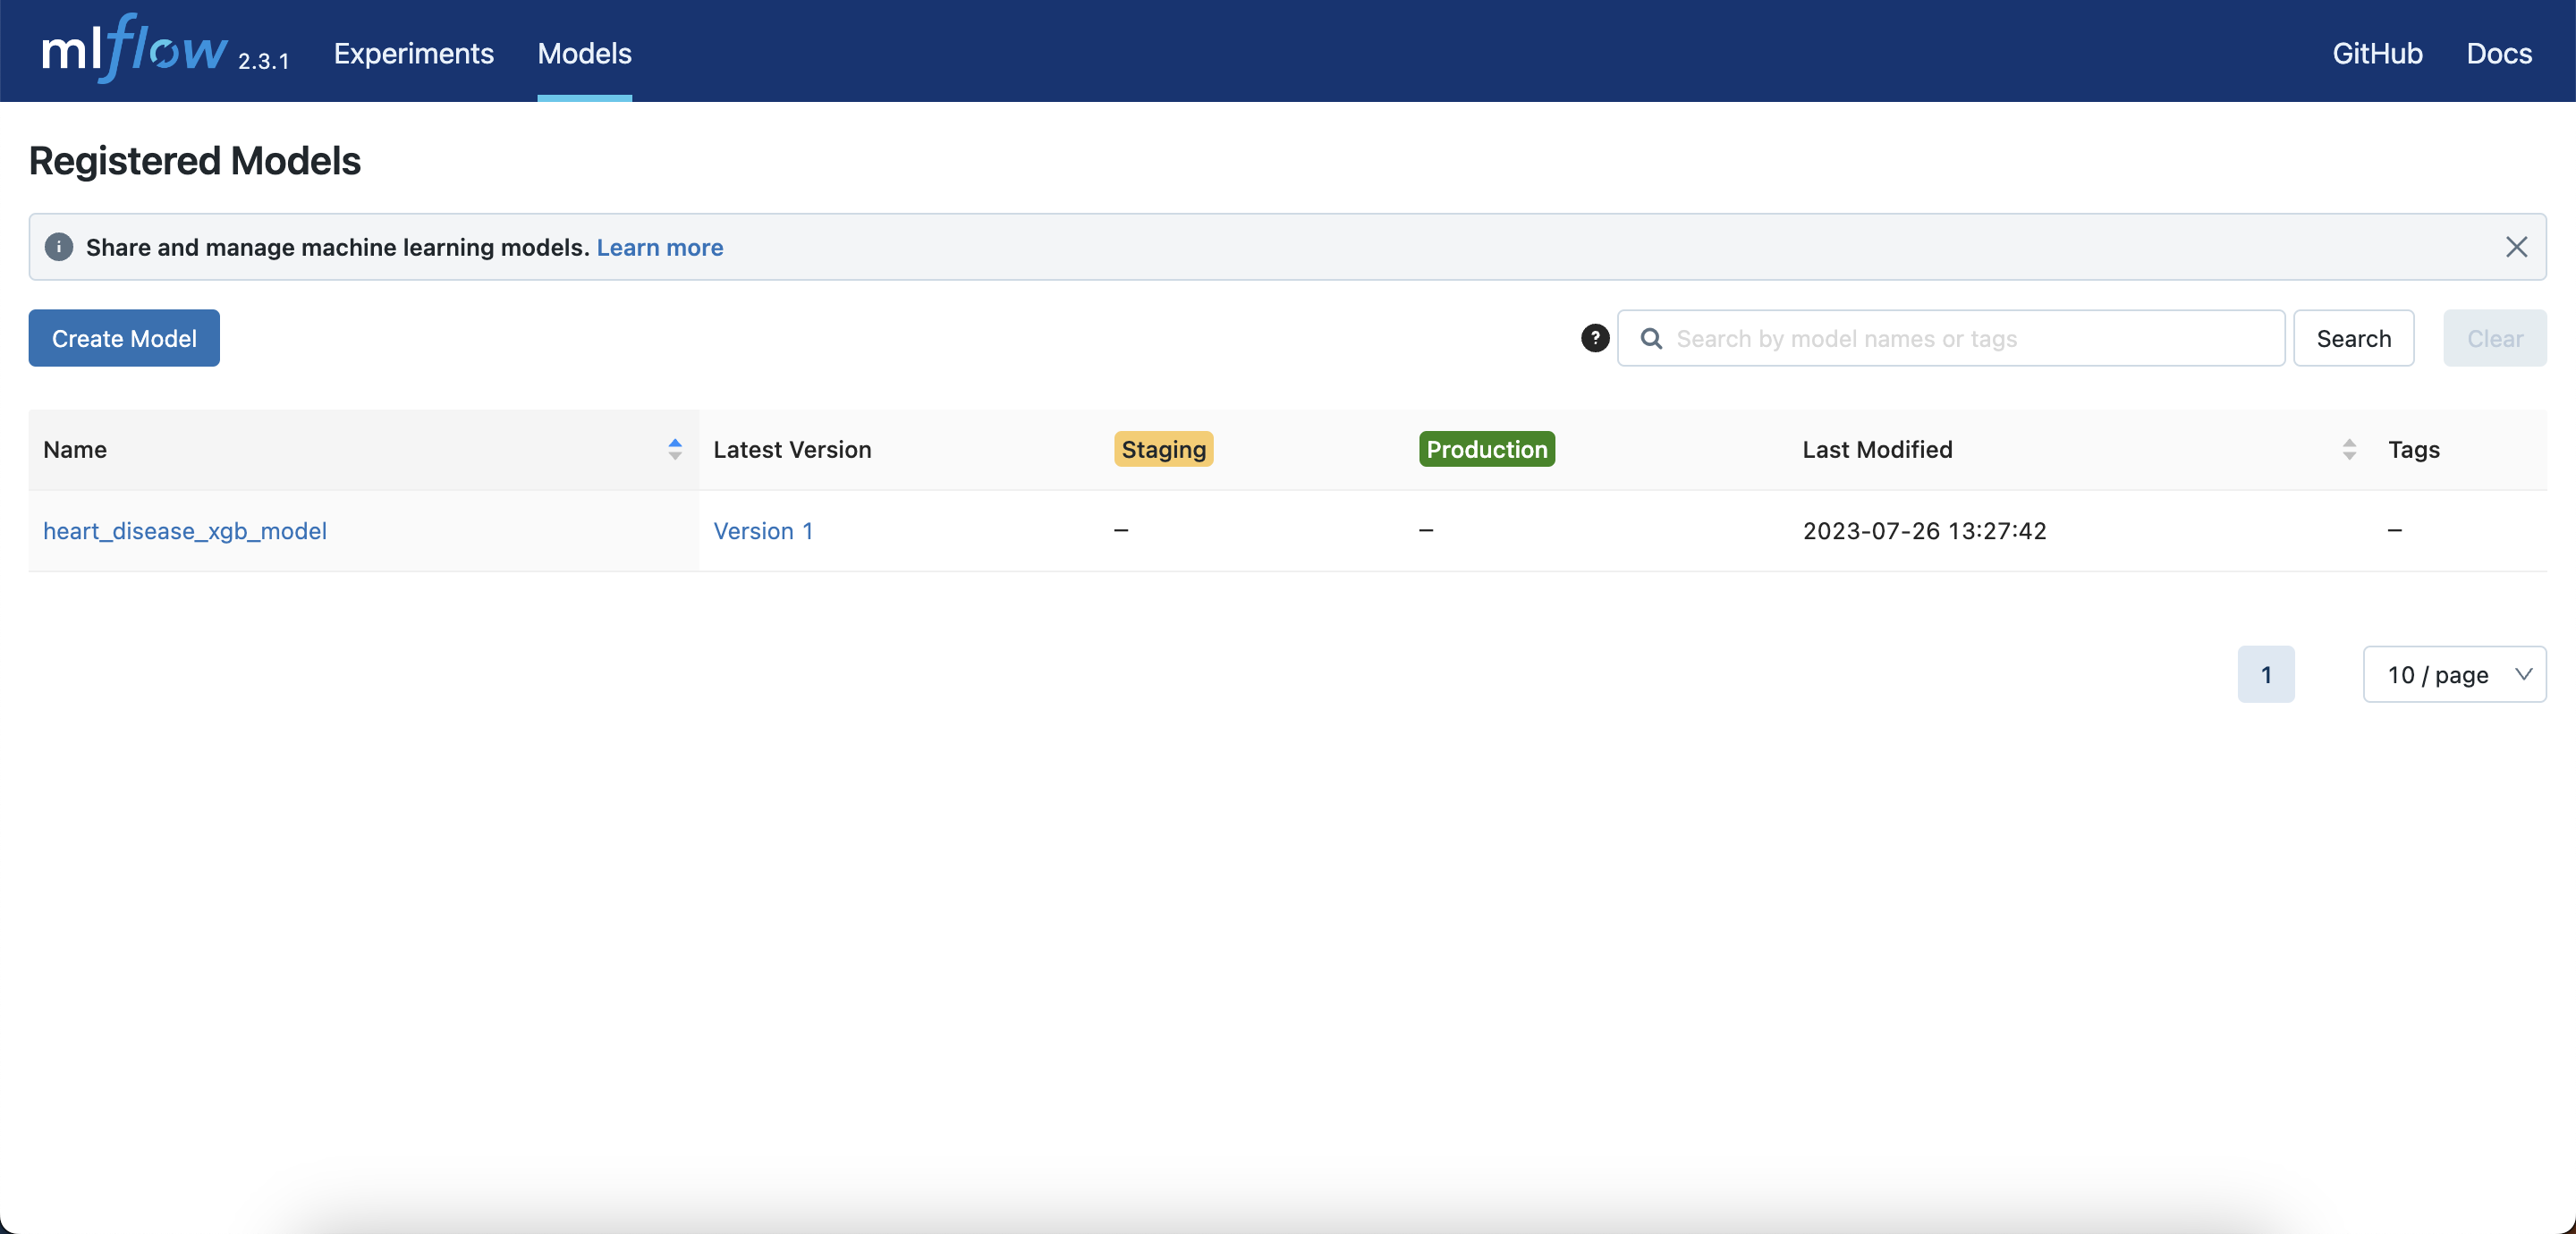 mlflow 2.3.1 Experiments Models GitHub Docs
Registered Models
Share and manage machine learning models. Learn more
Create Model ? Search by model names or tags Search Clear
Name Latest Version Staging Production Last Modified Tags
heart_disease_xgb_model Version 1 – – 2023-07-26 13:27:42 –
1 10 / page